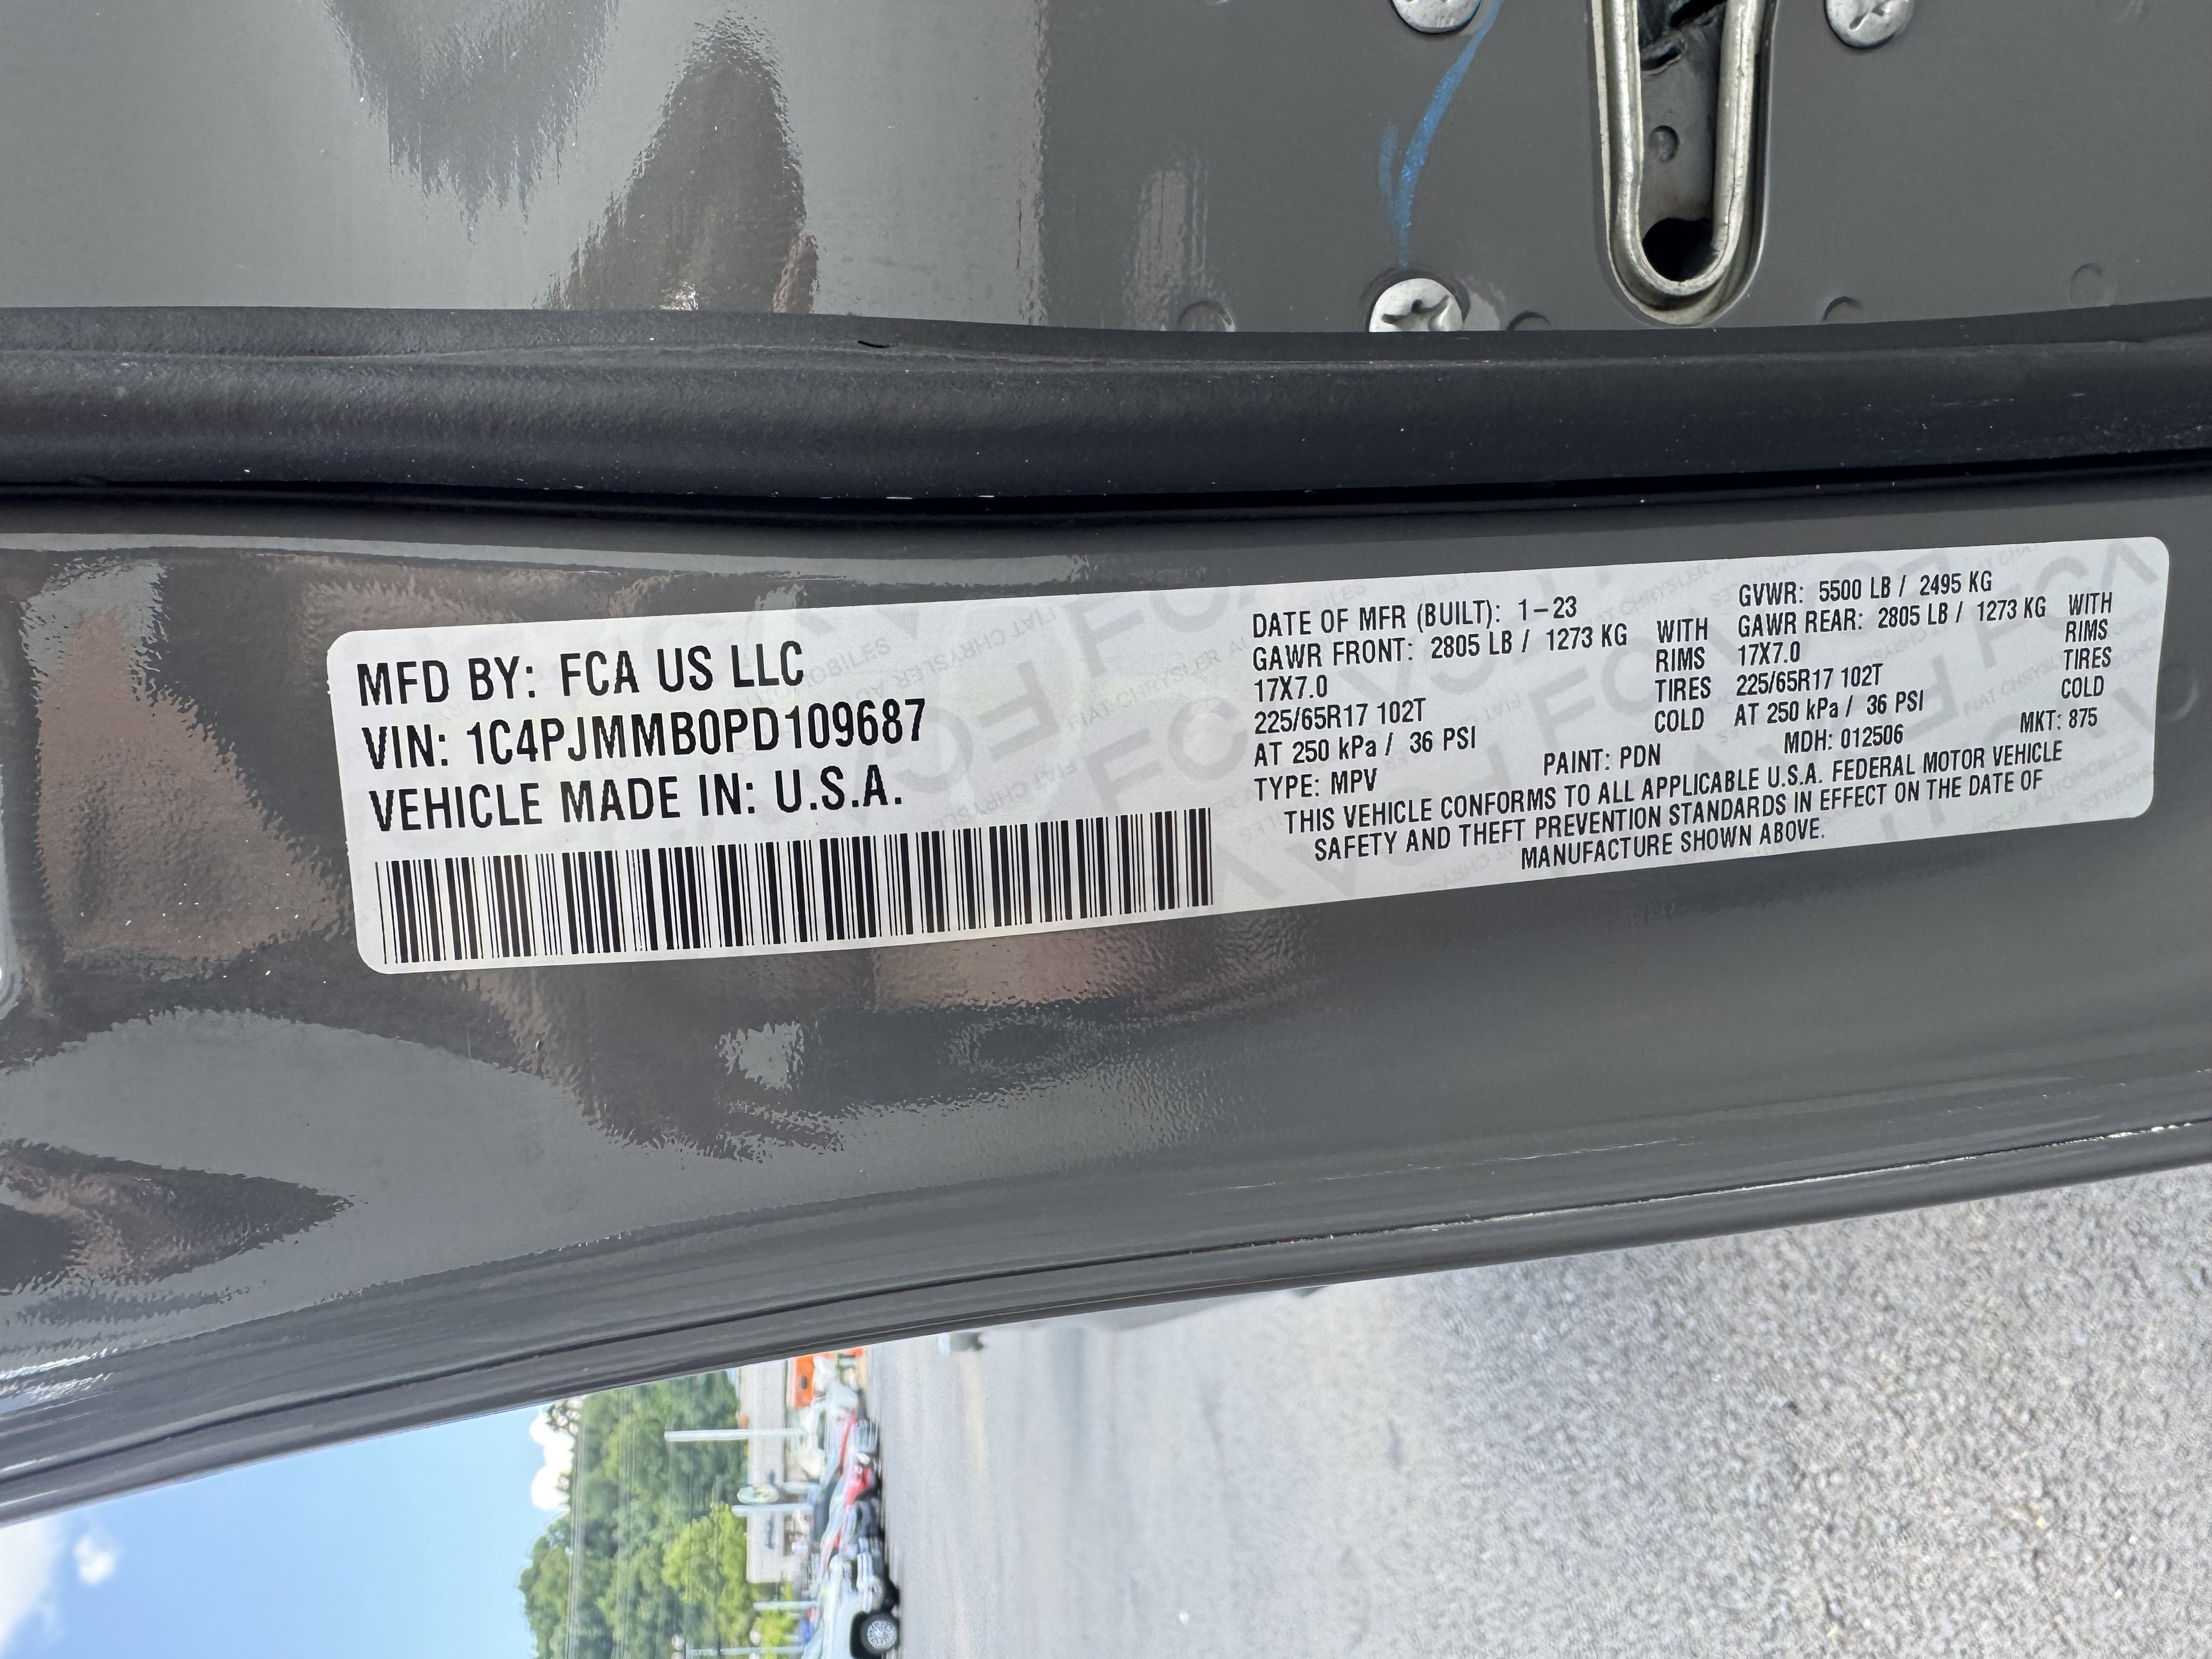 MFD BY: FCA US LLC
VIN: 1C4PJMMB0PD109687
VEHICLE MADE IN: U.S.A.
DATE OF MFR (BUILT): 1-23
GVWR: 5500 LB / 2495 KG
GAWR FRONT: 2805 LB / 1273 KG WITH
GAWR REAR: 2805 LB / 1273 KG WITH
17X7.0 RIMS
17X7.0 RIMS
225/65R17 102T TIRES
225/65R17 102T TIRES
AT 250 kPa / 36 PSI COLD
AT 250 kPa / 36 PSI COLD
TYPE: MPV PAINT: PDN MDH: 012506 MKT: 875
THIS VEHICLE CONFORMS TO ALL APPLICABLE U.S.A. FEDERAL MOTOR VEHICLE
SAFETY AND THEFT PREVENTION STANDARDS IN EFFECT ON THE DATE OF
MANUFACTURE SHOWN ABOVE.